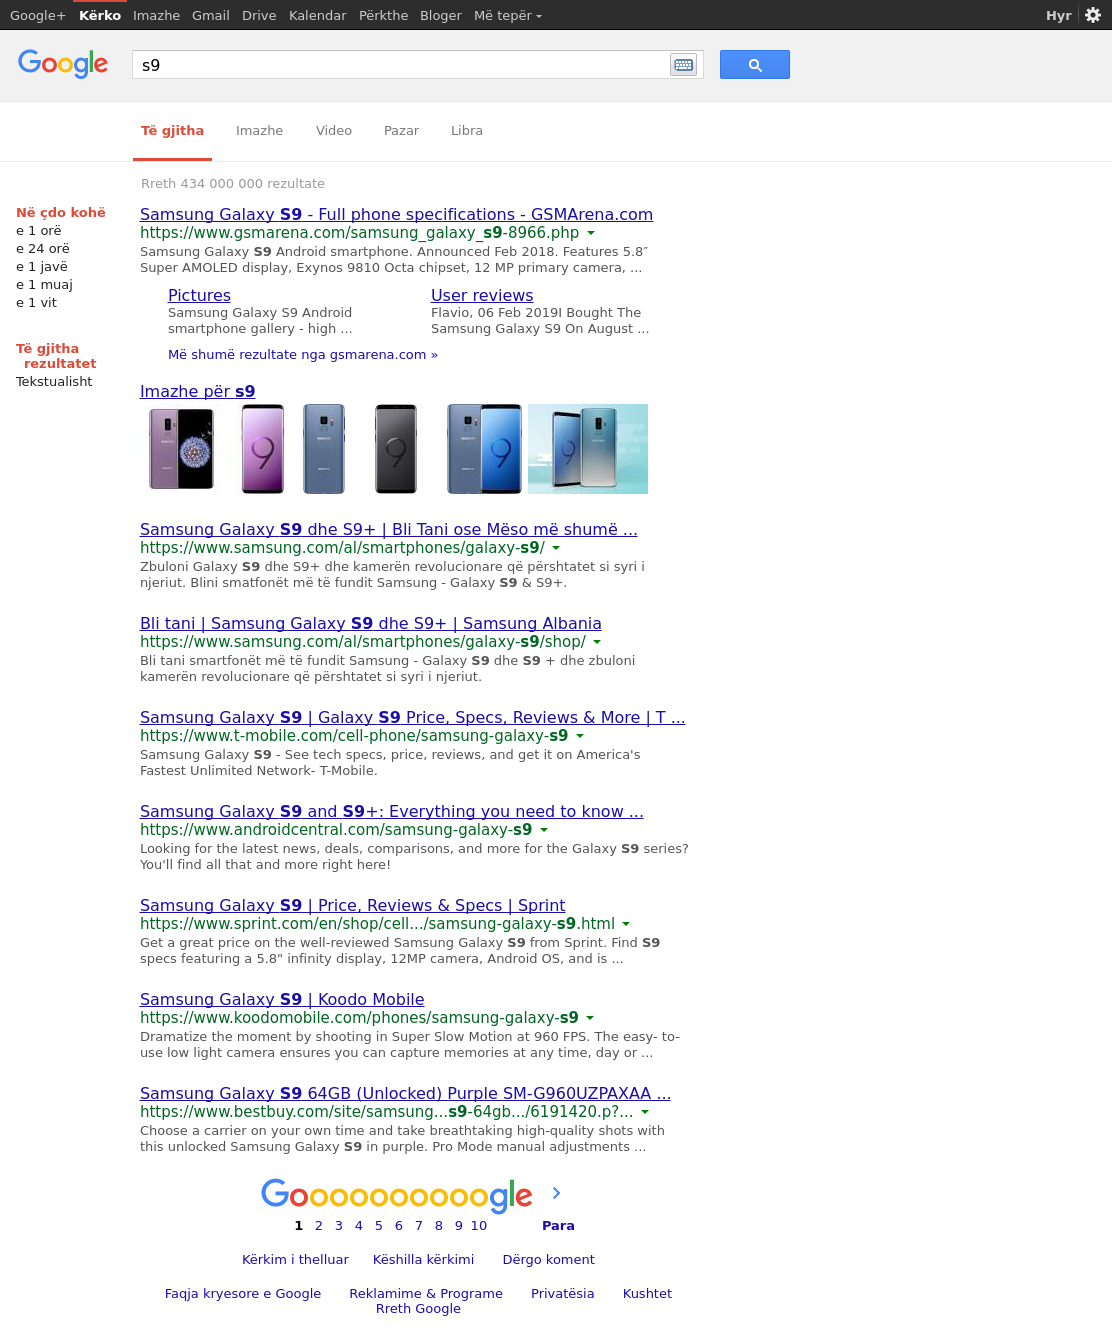 Google+ Kërko Imazhe Gmail Drive Kalendar Përkthe Bloger Më tepër Hyr
Google s9
Të gjitha Imazhe Video Pazar Libra
Rreth 434 000 000 rezultate
Në çdo kohë
e 1 orë
e 24 orë
e 1 javë
e 1 muaj
e 1 vit
Të gjitha
rezultatet
Tekstualisht
Samsung Galaxy S9 - Full phone specifications - GSMArena.com
https://www.gsmarena.com/samsung_galaxy_s9-8966.php
Samsung Galaxy S9 Android smartphone. Announced Feb 2018. Features 5.8″
Super AMOLED display, Exynos 9810 Octa chipset, 12 MP primary camera, ...
Pictures
Samsung Galaxy S9 Android
smartphone gallery - high ...
User reviews
Flavio, 06 Feb 2019I Bought The
Samsung Galaxy S9 On August ...
Më shumë rezultate nga gsmarena.com »
Imazhe për s9
Samsung Galaxy S9 dhe S9+ | Bli Tani ose Mëso më shumë ...
https://www.samsung.com/al/smartphones/galaxy-s9/
Zbuloni Galaxy S9 dhe S9+ dhe kamerën revolucionare që përshtatet si syri i
njeriut. Blini smatfonët më të fundit Samsung - Galaxy S9 & S9+.
Bli tani | Samsung Galaxy S9 dhe S9+ | Samsung Albania
https://www.samsung.com/al/smartphones/galaxy-s9/shop/
Bli tani smartfonët më të fundit Samsung - Galaxy S9 dhe S9 + dhe zbuloni
kamerën revolucionare që përshtatet si syri i njeriut.
Samsung Galaxy S9 | Galaxy S9 Price, Specs, Reviews & More | T ...
https://www.t-mobile.com/cell-phone/samsung-galaxy-s9
Samsung Galaxy S9 - See tech specs, price, reviews, and get it on America's
Fastest Unlimited Network- T-Mobile.
Samsung Galaxy S9 and S9+: Everything you need to know ...
https://www.androidcentral.com/samsung-galaxy-s9
Looking for the latest news, deals, comparisons, and more for the Galaxy S9 series?
You'll find all that and more right here!
Samsung Galaxy S9 | Price, Reviews & Specs | Sprint
https://www.sprint.com/en/shop/cell.../samsung-galaxy-s9.html
Get a great price on the well-reviewed Samsung Galaxy S9 from Sprint. Find S9
specs featuring a 5.8" infinity display, 12MP camera, Android OS, and is ...
Samsung Galaxy S9 | Koodo Mobile
https://www.koodomobile.com/phones/samsung-galaxy-s9
Dramatize the moment by shooting in Super Slow Motion at 960 FPS. The easy- to-
use low light camera ensures you can capture memories at any time, day or ...
Samsung Galaxy S9 64GB (Unlocked) Purple SM-G960UZPAXAA ...
https://www.bestbuy.com/site/samsung...s9-64gb.../6191420.p?...
Choose a carrier on your own time and take breathtaking high-quality shots with
this unlocked Samsung Galaxy S9 in purple. Pro Mode manual adjustments ...
Goooooooooogle
1 2 3 4 5 6 7 8 9 10 Para
Kërkim i thelluar Këshilla kërkimi Dërgo koment
Faqja kryesore e Google Reklamime & Programe Privatësia Kushtet
Rreth Google